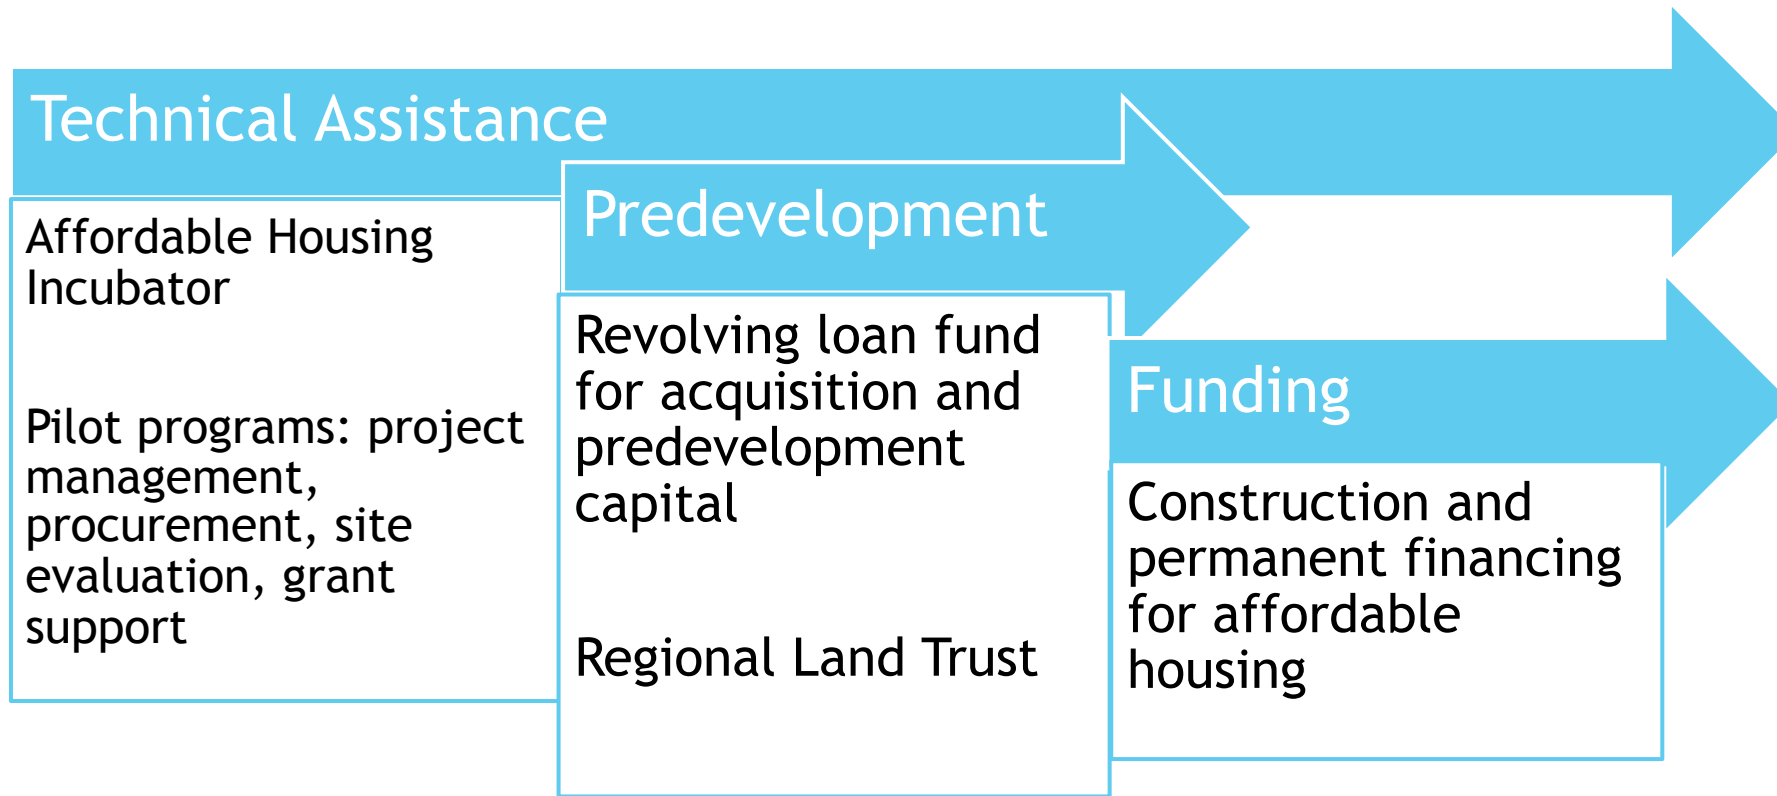 Technical Assistance
Affordable Housing
Incubator
Pilot programs: project
management,
procurement, site
evaluation, grant
support
Predevelopment
Revolving loan fund
for acquisition and
predevelopment
capital
Regional Land Trust
Funding
Construction and
permanent financing
for affordable
housing